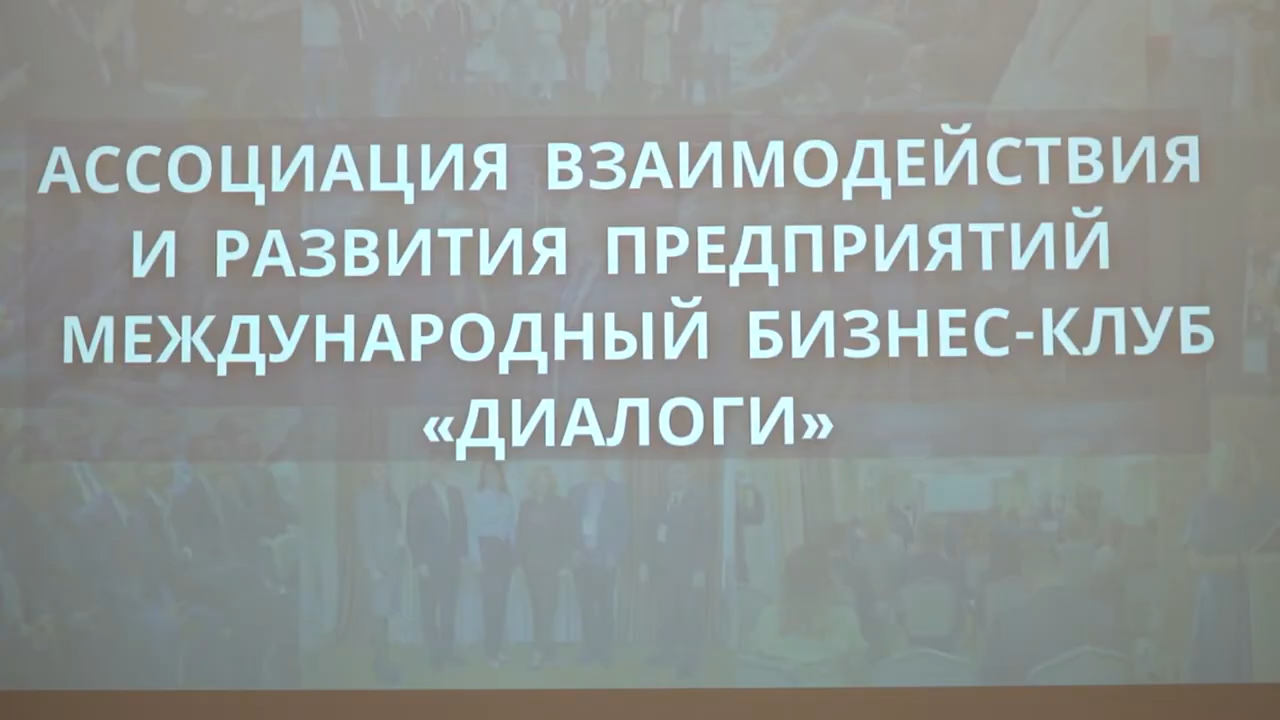 АССОЦИАЦИЯ ВЗАИМОДЕЙСТВИЯ
И РАЗВИТИЯ ПРЕДПРИЯТИЙ
МЕЖДУНАРОДНЫЙ БИЗНЕС-КЛУБ
«ДИАЛОГИ»